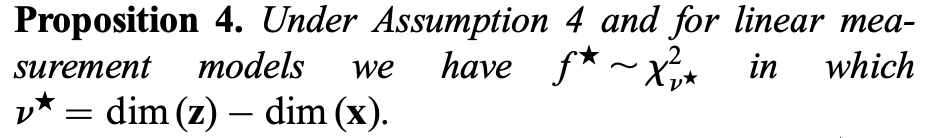 Proposition 4. Under Assumption 4 and for linear mea-
surement models we have f★ ∼ χ²_ν★ in which
ν★ = dim (z) − dim (x).